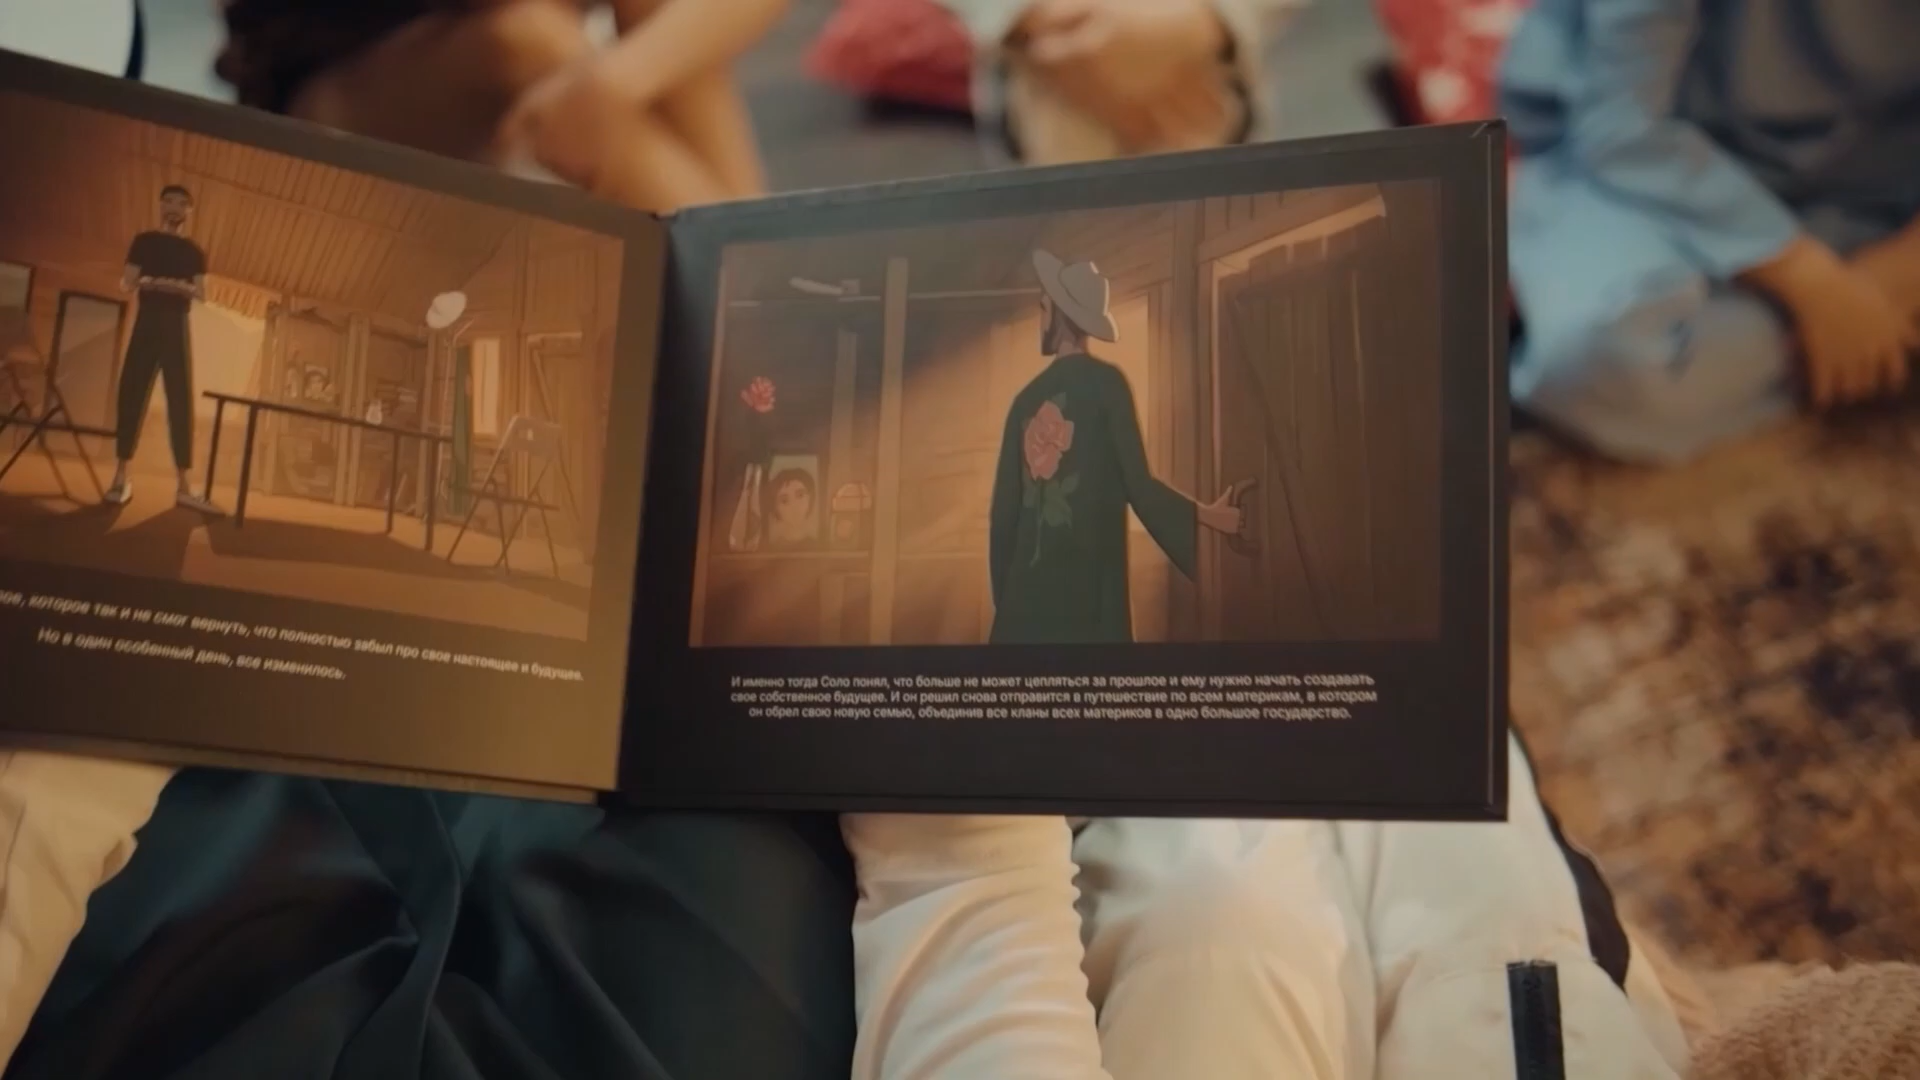 которое так и не смог вернуть, что полностью забыл про свое настоящее и будущее.
Но в один особенный день, все изменилось.
И именно тогда Соло понял, что больше не может цепляться за прошлое и ему нужно начать создавать
свое собственное будущее. И он решил снова отправится в путешествие по всем материкам, в котором
он обрел свою новую семью, объединив все кланы всех материков в одно большое государство.